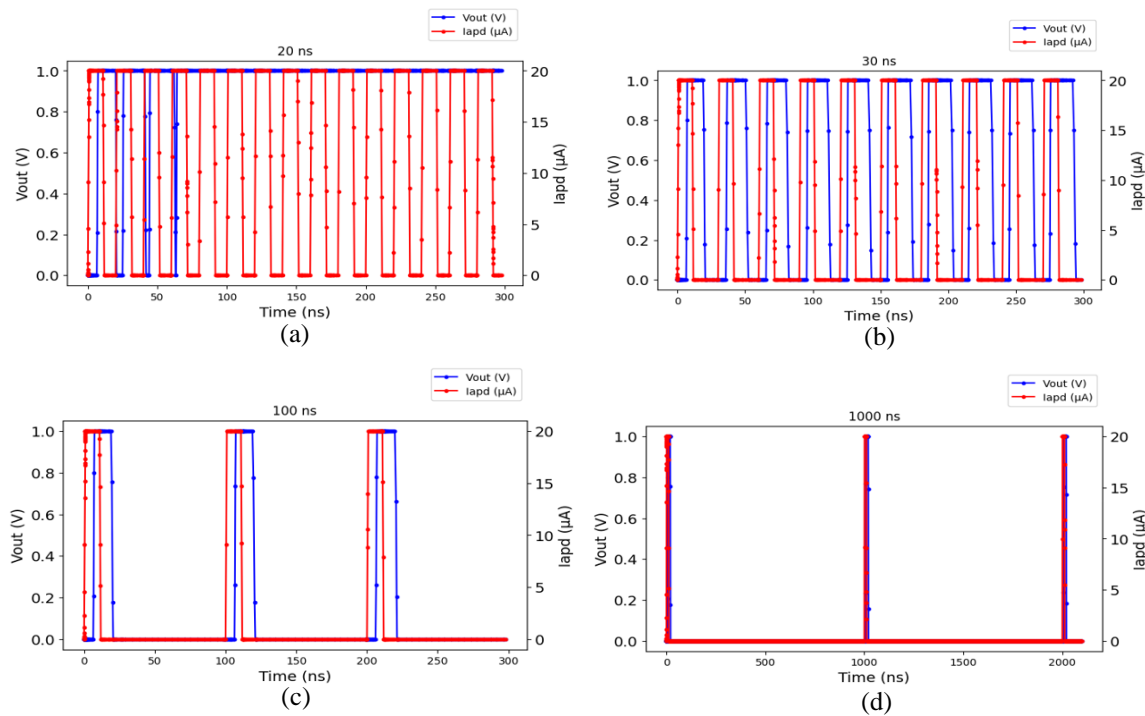 Vout (V)
Iapd (µA)
20 ns
1.0
0.8
0.6
0.4
0.2
0.0
Vout (V)
20
15
10
5
0
Iapd (µA)
0
50
100
150
200
250
300
Time (ns)
(a)
Vout (V)
Iapd (µA)
30 ns
1.0
0.8
0.6
0.4
0.2
0.0
Vout (V)
20
15
10
5
0
Iapd (µA)
0
50
100
150
200
250
300
Time (ns)
(b)
Vout (V)
Iapd (µA)
100 ns
1.0
0.8
0.6
0.4
0.2
0.0
Vout (V)
20
15
10
5
0
Iapd (µA)
0
50
100
150
200
250
300
Time (ns)
(c)
Vout (V)
Iapd (µA)
1000 ns
1.0
0.8
0.6
0.4
0.2
0.0
Vout (V)
20
15
10
5
0
Iapd (µA)
0
500
1000
1500
2000
Time (ns)
(d)